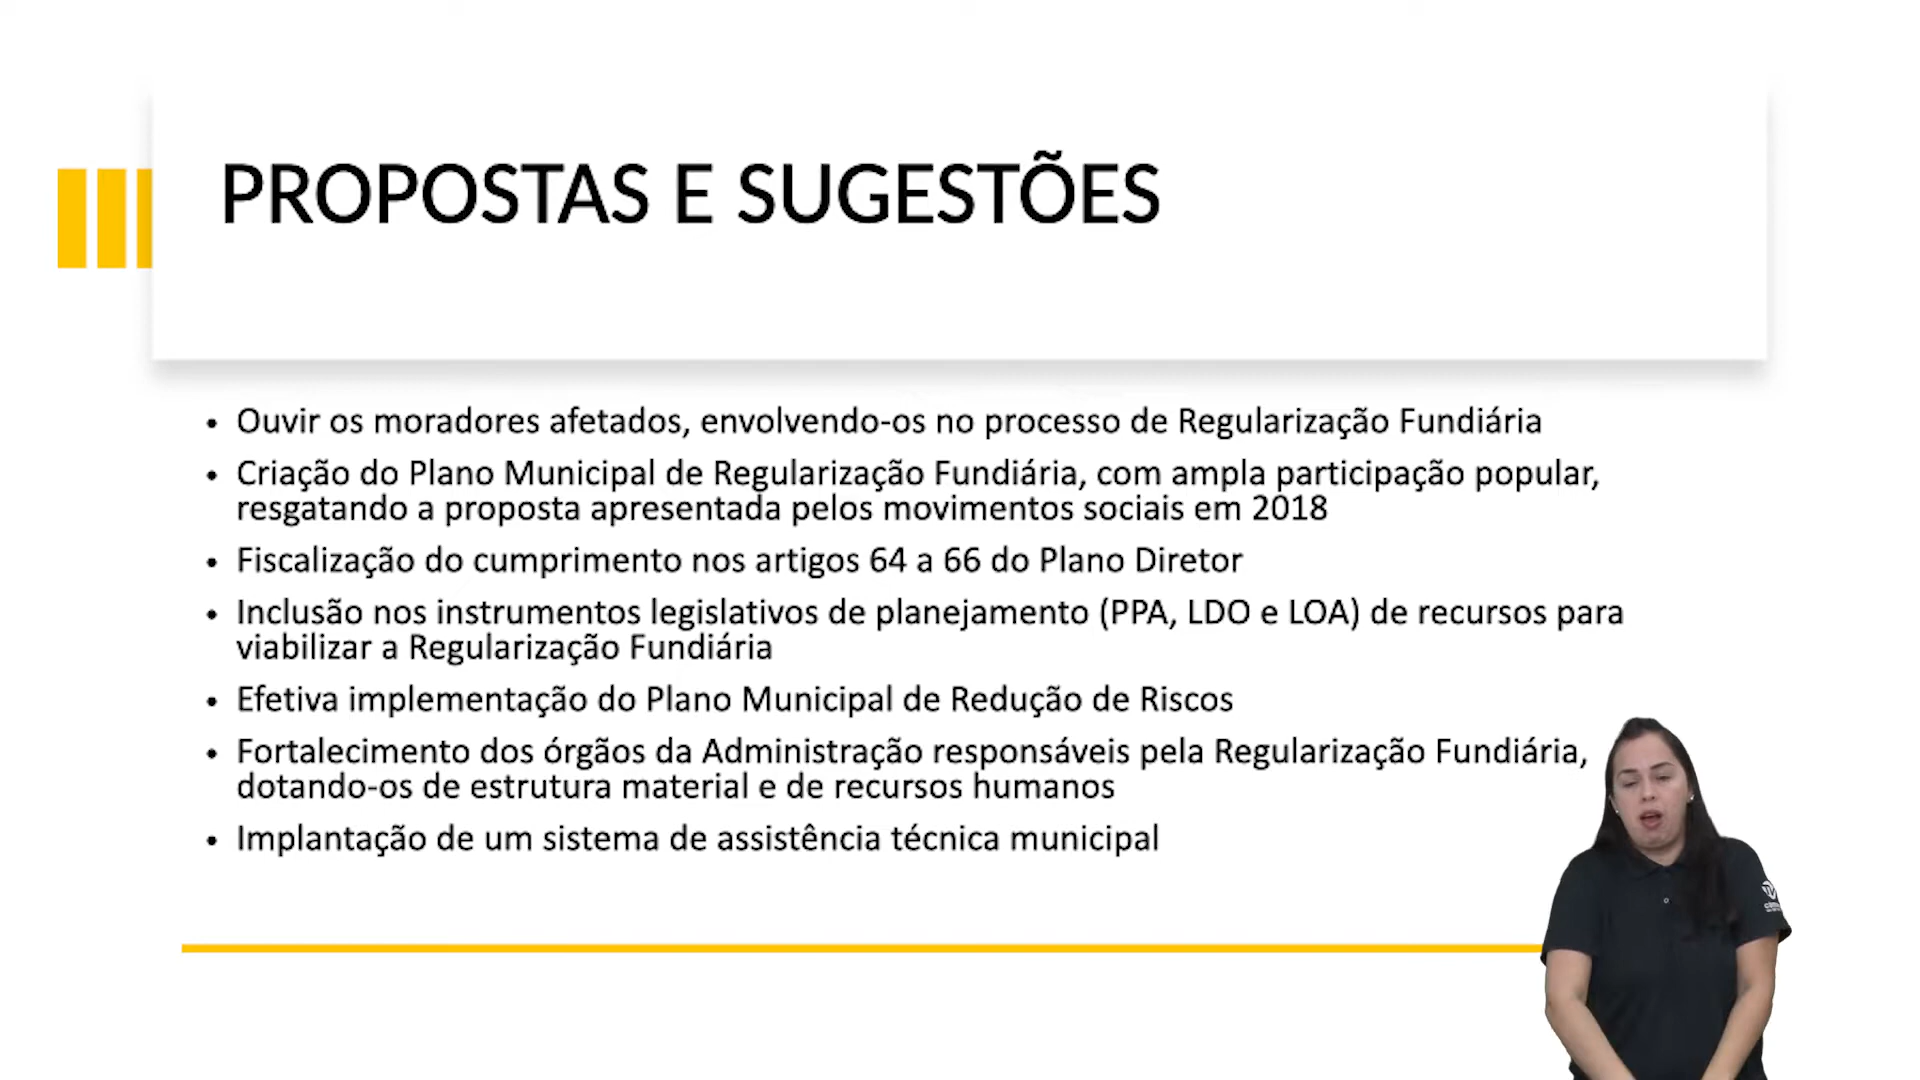 PROPOSTAS E SUGESTÕES
• Ouvir os moradores afetados, envolvendo-os no processo de Regularização Fundiária
• Criação do Plano Municipal de Regularização Fundiária, com ampla participação popular,
resgatando a proposta apresentada pelos movimentos sociais em 2018
• Fiscalização do cumprimento nos artigos 64 a 66 do Plano Diretor
• Inclusão nos instrumentos legislativos de planejamento (PPA, LDO e LOA) de recursos para
viabilizar a Regularização Fundiária
• Efetiva implementação do Plano Municipal de Redução de Riscos
• Fortalecimento dos órgãos da Administração responsáveis pela Regularização Fundiária,
dotando-os de estrutura material e de recursos humanos
• Implantação de um sistema de assistência técnica municipal